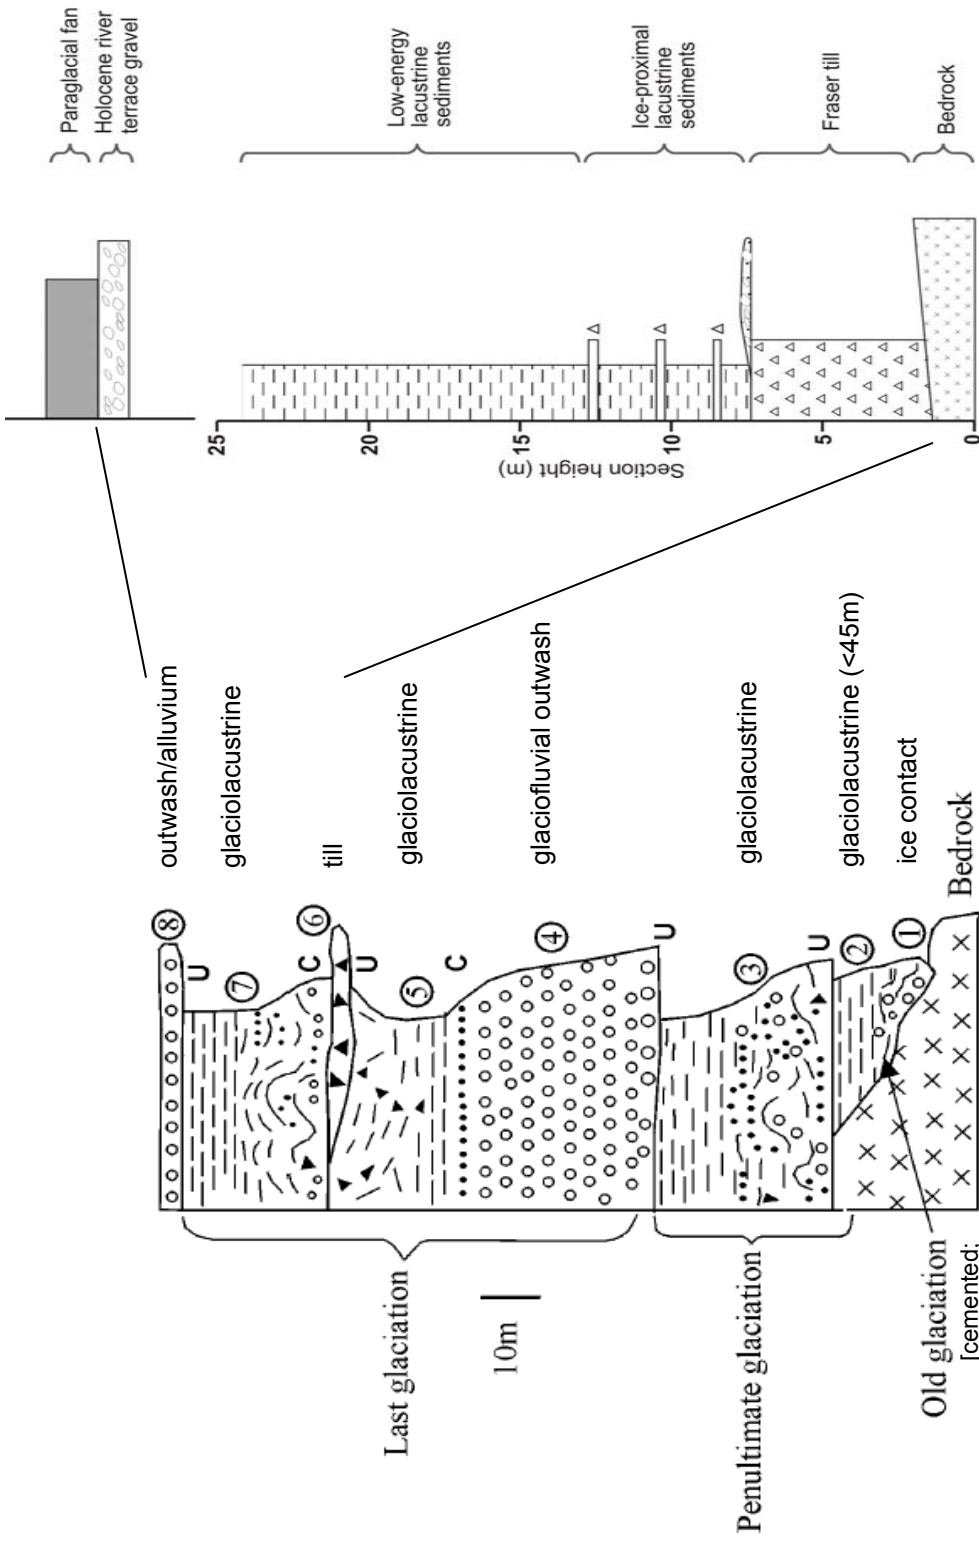 Paraglacial fan
Holocene river
terrace gravel
Low-energy
lacustrine
sediments
Ice-proximal
lacustrine
sediments
Fraser till
Bedrock
25
20
15
10
5
0
Section height (m)
outwash/alluvium
glaciolacustrine
till
glaciolacustrine
glaciofluvial outwash
glaciolacustrine
glaciolacustrine (<45m)
ice contact
Bedrock
8
U
7
C
6
U
5
C
4
U
3
U
2
1
Last glaciation
10m
Penultimate glaciation
Old glaciation
[cemented;